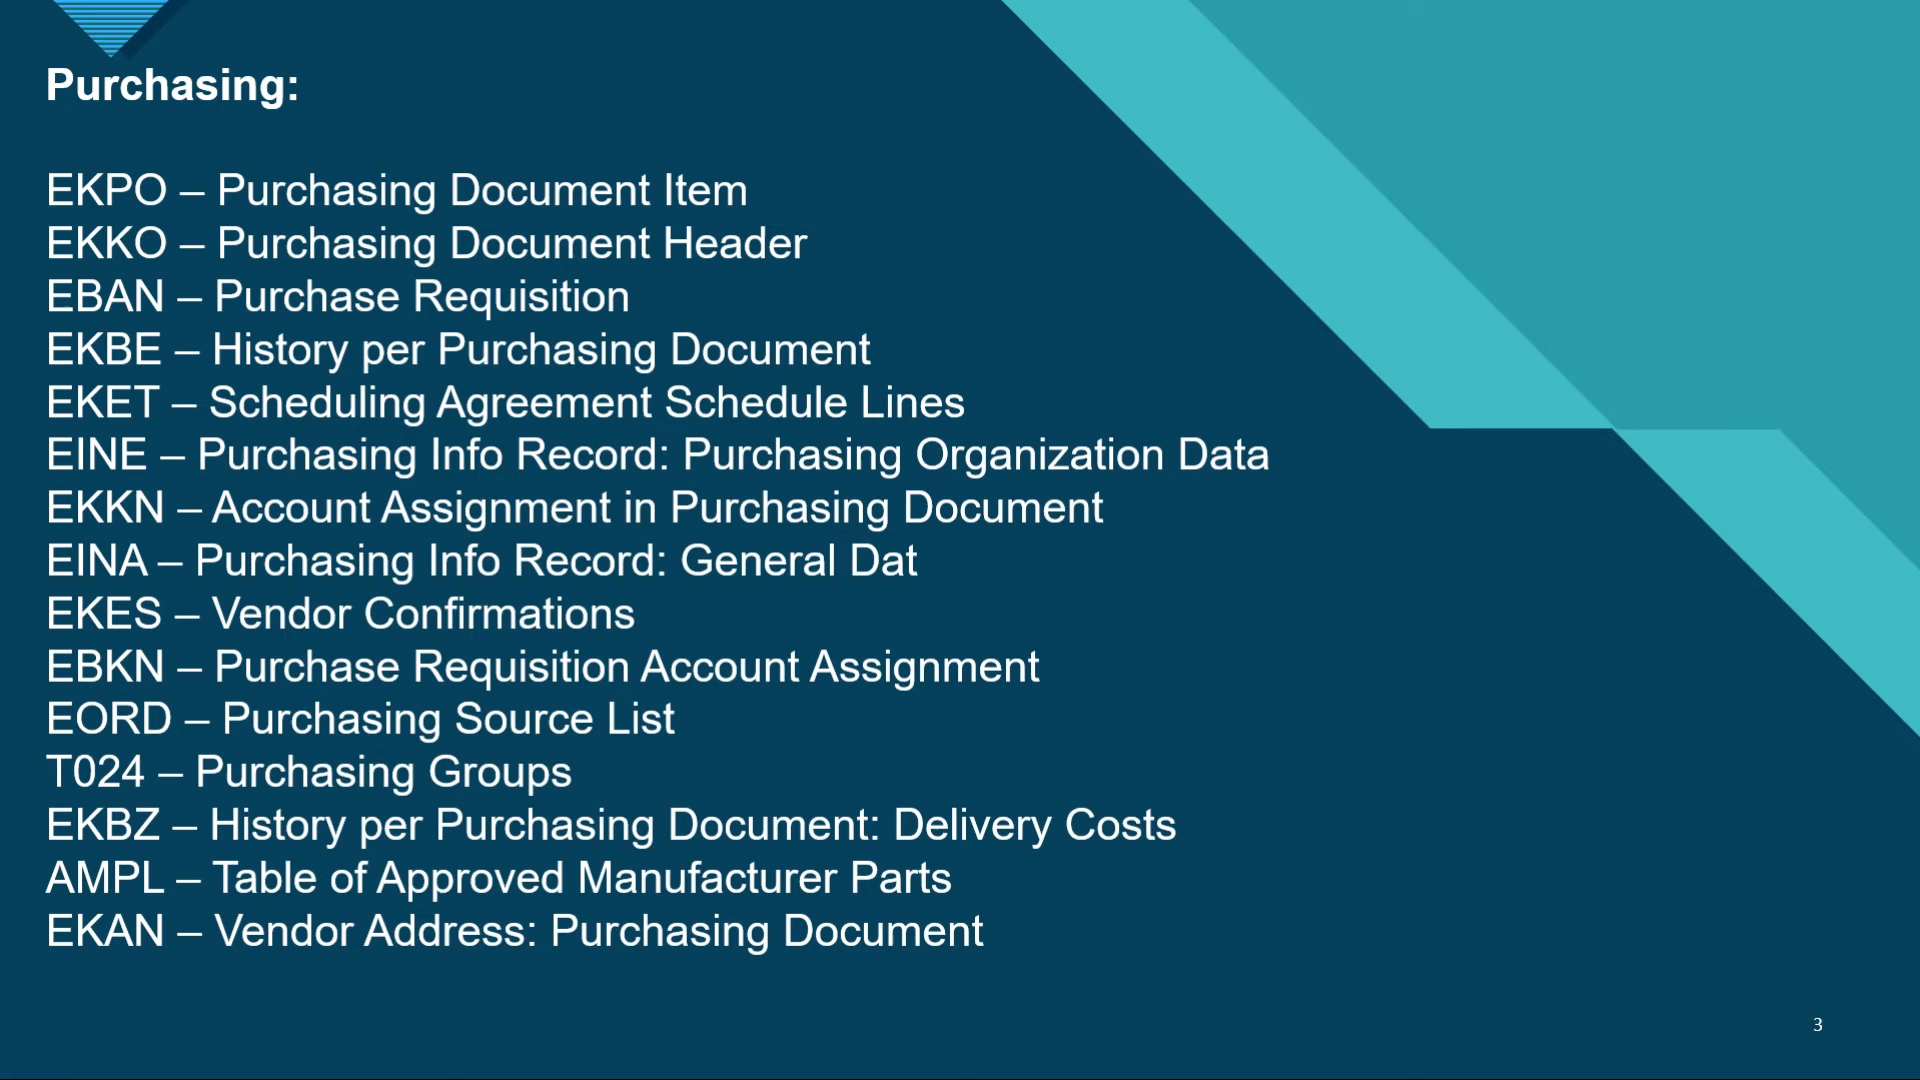 Purchasing:
EKPO – Purchasing Document Item
EKKO – Purchasing Document Header
EBAN – Purchase Requisition
EKBE – History per Purchasing Document
EKET – Scheduling Agreement Schedule Lines
EINE – Purchasing Info Record: Purchasing Organization Data
EKKN – Account Assignment in Purchasing Document
EINA – Purchasing Info Record: General Dat
EKES – Vendor Confirmations
EBKN – Purchase Requisition Account Assignment
EORD – Purchasing Source List
T024 – Purchasing Groups
EKBZ – History per Purchasing Document: Delivery Costs
AMPL – Table of Approved Manufacturer Parts
EKAN – Vendor Address: Purchasing Document
3